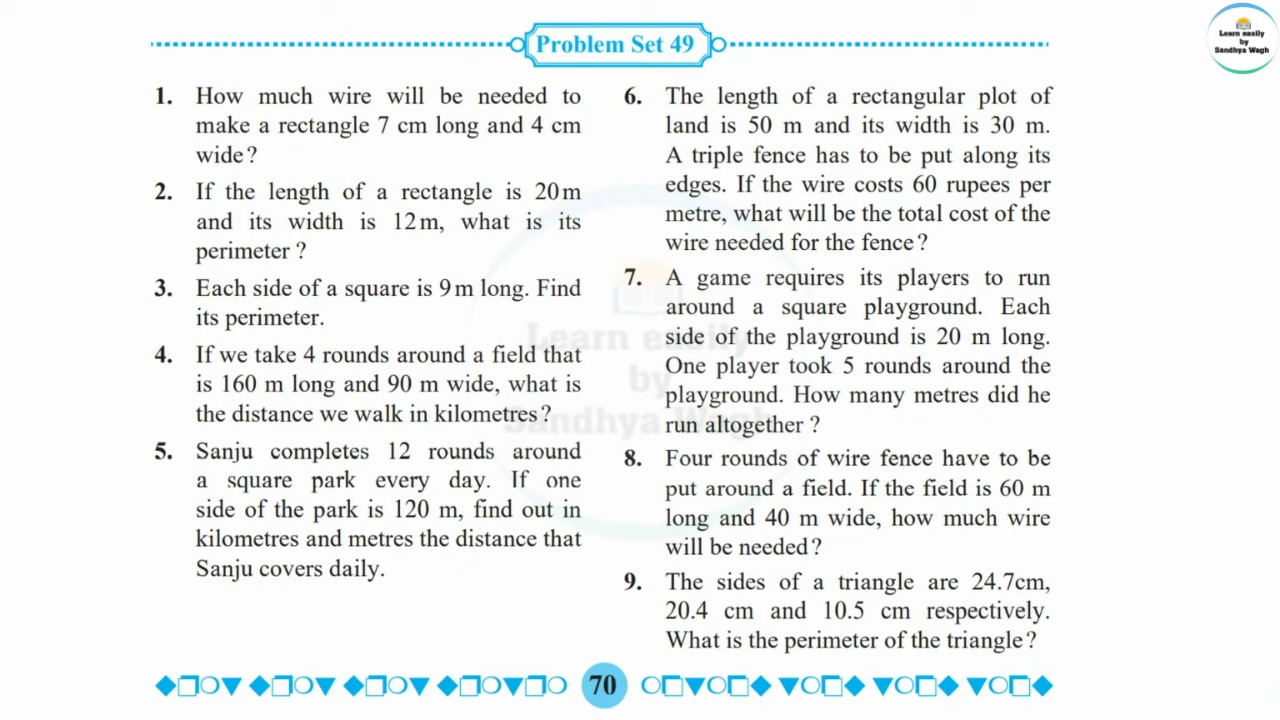 Problem Set 49
Learn easily
by
Sandhya Wagh
1. How much wire will be needed to
make a rectangle 7 cm long and 4 cm
wide?
2. If the length of a rectangle is 20 m
and its width is 12 m, what is its
perimeter ?
3. Each side of a square is 9 m long. Find
its perimeter.
4. If we take 4 rounds around a field that
is 160 m long and 90 m wide, what is
the distance we walk in kilometres?
5. Sanju completes 12 rounds around
a square park every day. If one
side of the park is 120 m, find out in
kilometres and metres the distance that
Sanju covers daily.
6. The length of a rectangular plot of
land is 50 m and its width is 30 m.
A triple fence has to be put along its
edges. If the wire costs 60 rupees per
metre, what will be the total cost of the
wire needed for the fence?
7. A game requires its players to run
around a square playground. Each
side of the playground is 20 m long.
One player took 5 rounds around the
playground. How many metres did he
run altogether ?
8. Four rounds of wire fence have to be
put around a field. If the field is 60 m
long and 40 m wide, how much wire
will be needed?
9. The sides of a triangle are 24.7cm,
20.4 cm and 10.5 cm respectively.
What is the perimeter of the triangle?
Learn easily
by
Sandhya Wagh
70